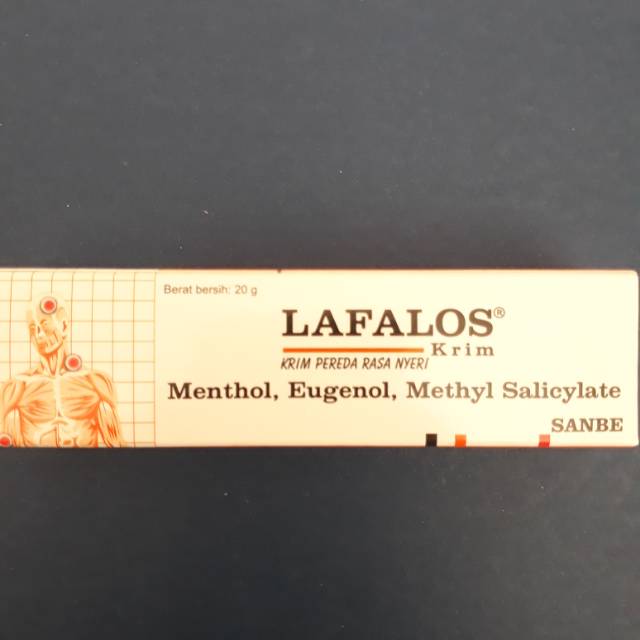 Berat bersih: 20 g
LAFALOS®
Krim
KRIM PEREDA RASA NYERI
Menthol, Eugenol, Methyl Salicylate
SANBE